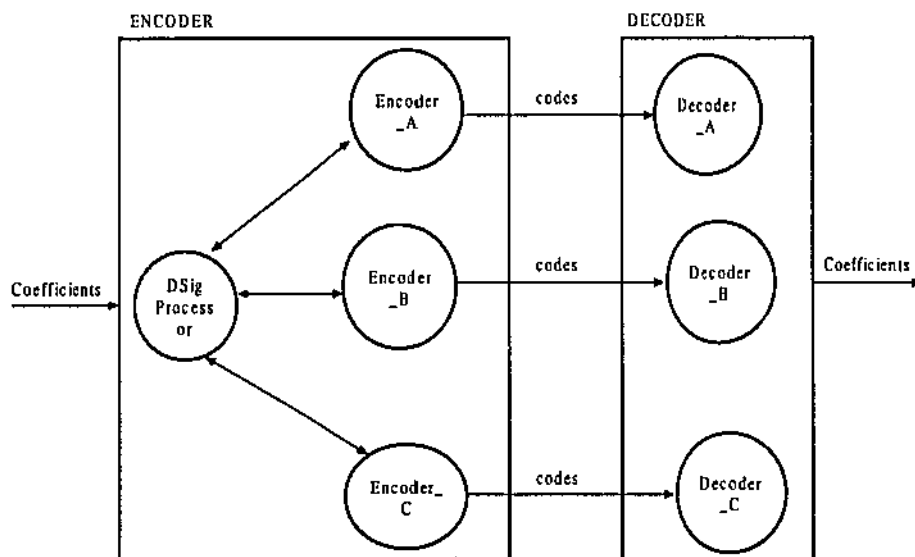 ENCODER
DECODER
Encoder
_A
codes
Decoder
_A
Coefficients
DSig
Process
or
Encoder
_B
codes
Decoder
_B
Coefficients
Encoder_
C
codes
Decoder
_C